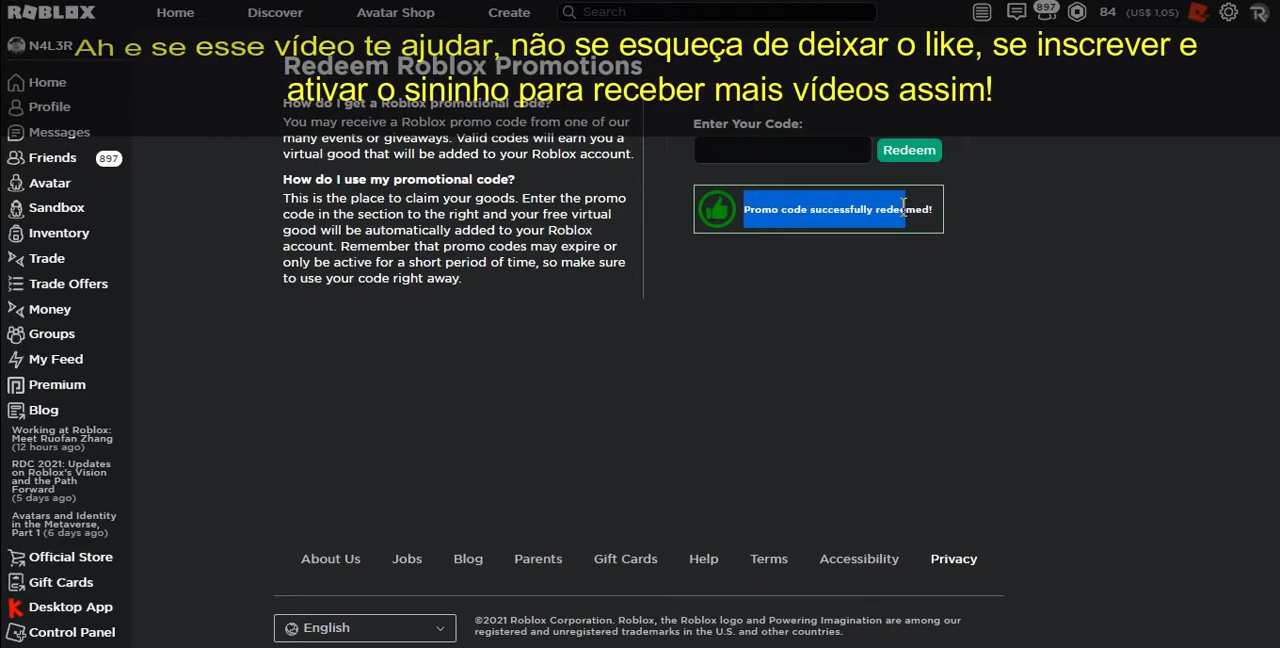 ROBLOX
Home
Discover
Avatar Shop
Create
Search
897
84
(US$ 1,05)
N4L3R
Ah e se esse vídeo te ajudar, não se esqueça de deixar o like, se inscrever e
ativar o sininho para receber mais vídeos assim!
Home
Profile
Messages
Friends
897
Avatar
Sandbox
Inventory
Trade
Trade Offers
Money
Groups
My Feed
Premium
Blog
Working at Roblox:
Meet Ruofan Zhang
(12 hours ago)
RDC 2021: Updates
on Roblox's Vision
and the Path
Forward
(5 days ago)
Avatars and Identity
in the Metaverse,
Part 1 (6 days ago)
Official Store
Gift Cards
Desktop App
Control Panel
Redeem Roblox Promotions
How do I get a Roblox promotional code?
You may receive a Roblox promo code from one of our
many events or giveaways. Valid codes will earn you a
virtual good that will be added to your Roblox account.
How do I use my promotional code?
This is the place to claim your goods. Enter the promo
code in the section to the right and your free virtual
good will be automatically added to your Roblox
account. Remember that promo codes may expire or
only be active for a short period of time, so make sure
to use your code right away.
Enter Your Code:
Redeem
Promo code successfully redeemed!
About Us
Jobs
Blog
Parents
Gift Cards
Help
Terms
Accessibility
Privacy
English
©2021 Roblox Corporation. Roblox, the Roblox logo and Powering Imagination are among our
registered and unregistered trademarks in the U.S. and other countries.